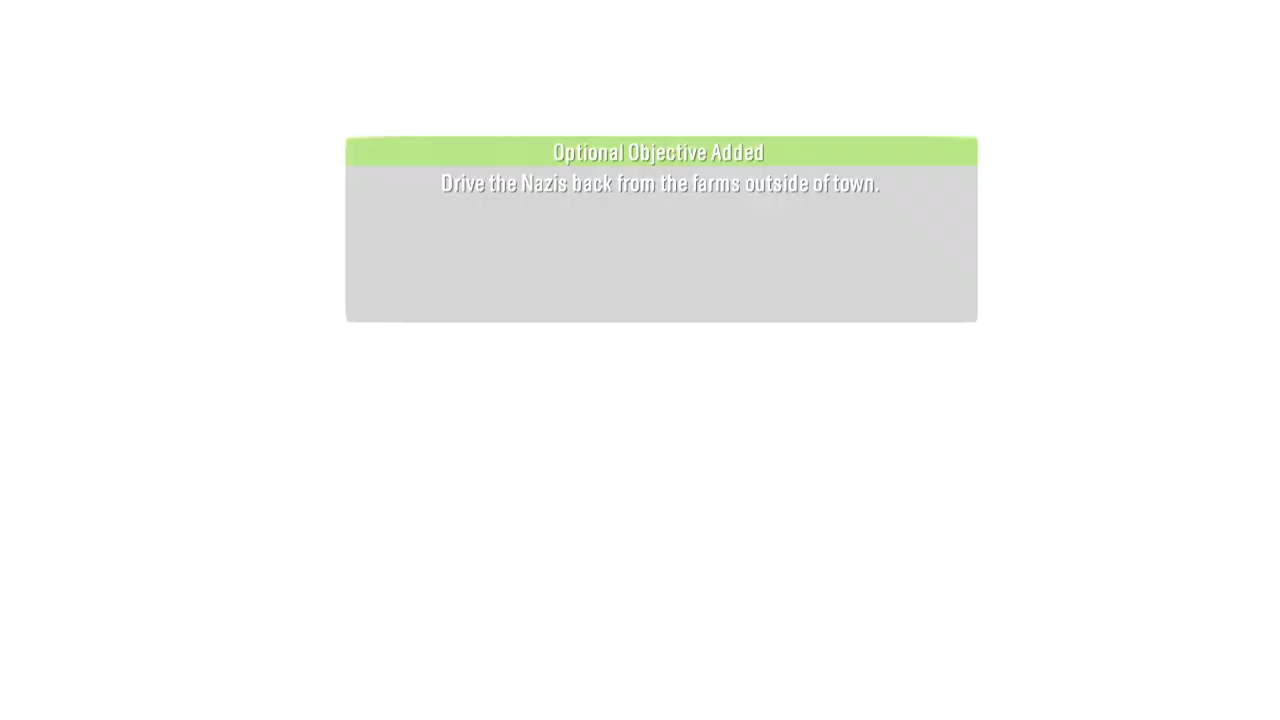 Optional Objective Added
Drive the Nazis back from the farms outside of town.